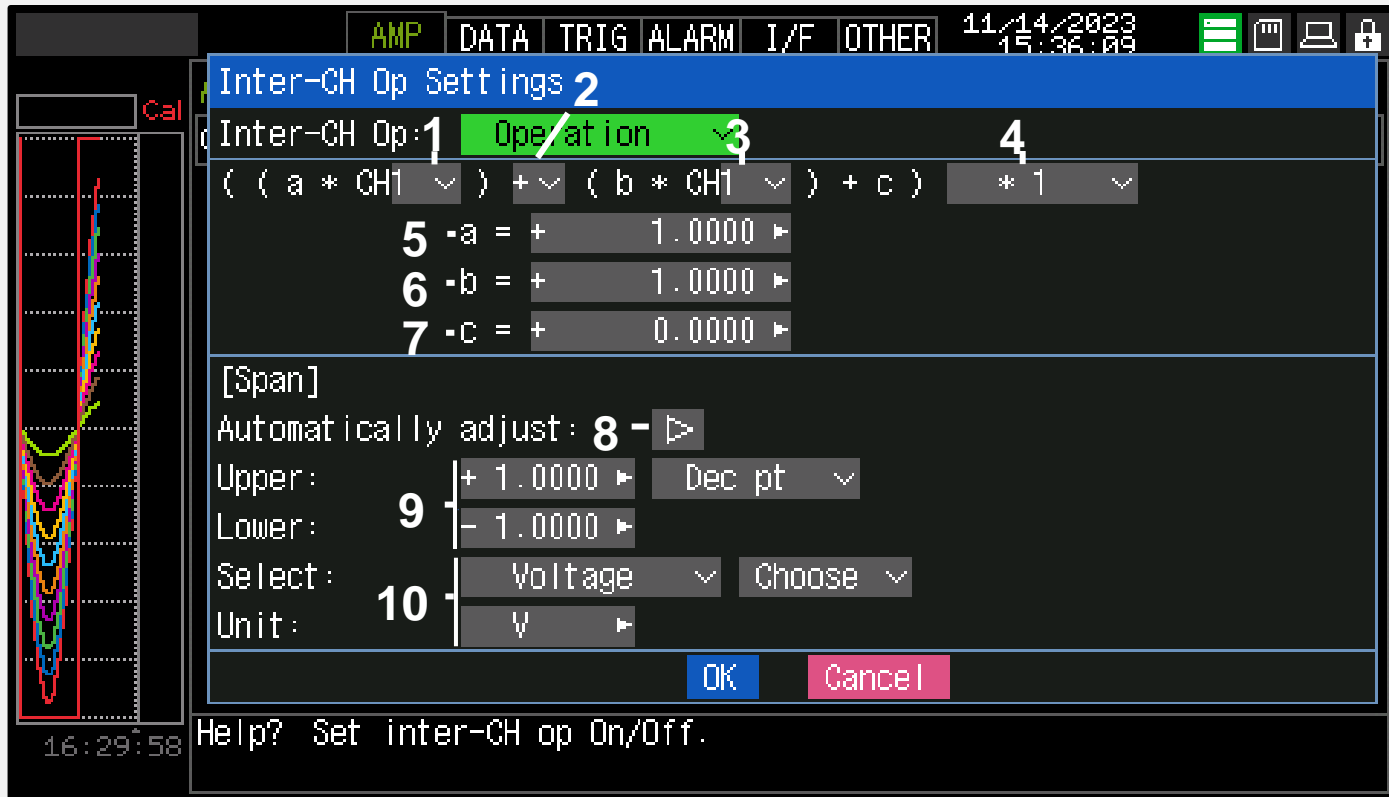 AMP DATA TRIG ALARM I/F OTHER 11/14/2023 15:36:09
Inter-CH Op Settings 2
Cal
Inter-CH Op: 1 Operation 3 4
( ( a * CH1 ) + ( b * CH1 ) + c ) * 1
5 -a = + 1.0000
6 -b = + 1.0000
7 -c = + 0.0000
[Span]
Automatically adjust: 8
Upper: + 1.0000 Dec pt
9
Lower: - 1.0000
Select: Voltage Choose
10
Unit: V
OK Cancel
16:29:58
Help? Set inter-CH op On/Off.